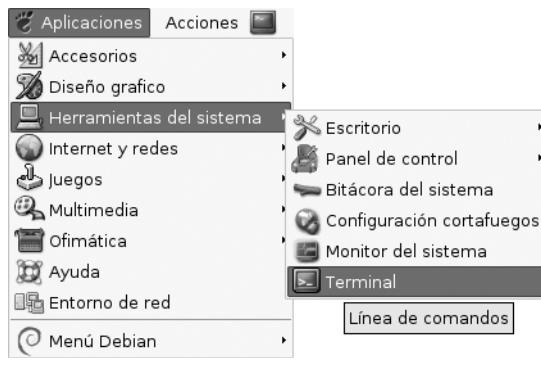 Aplicaciones Acciones
Accesorios
Diseño grafico
Herramientas del sistema
Internet y redes
Juegos
Multimedia
Ofimática
Ayuda
Entorno de red
Menú Debian
Escritorio
Panel de control
Bitácora del sistema
Configuración cortafuegos
Monitor del sistema
Terminal
Línea de comandos